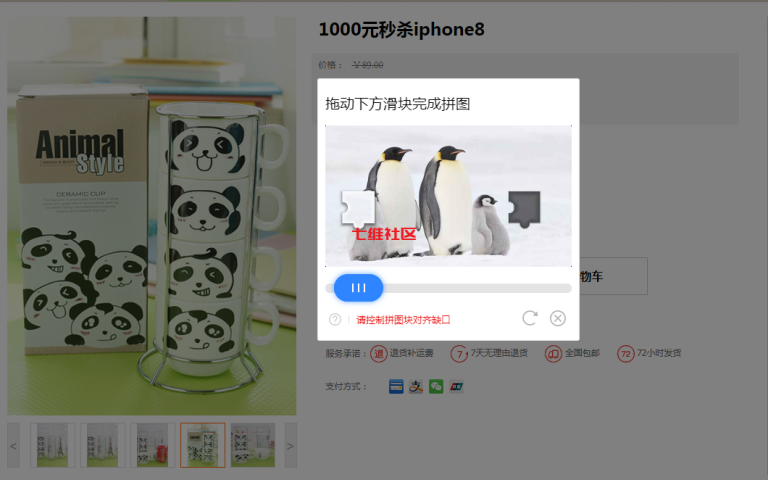 1000元秒杀iphone8
价格： ￥89.00
拖动下方滑块完成拼图
Animal
Style
CERAMIC CUP
七维社区
物车
请控制拼图块对齐缺口
服务承诺： 退 退货补运费 7 7天无理由退货 全国包邮 72 72小时发货
支付方式：
< >